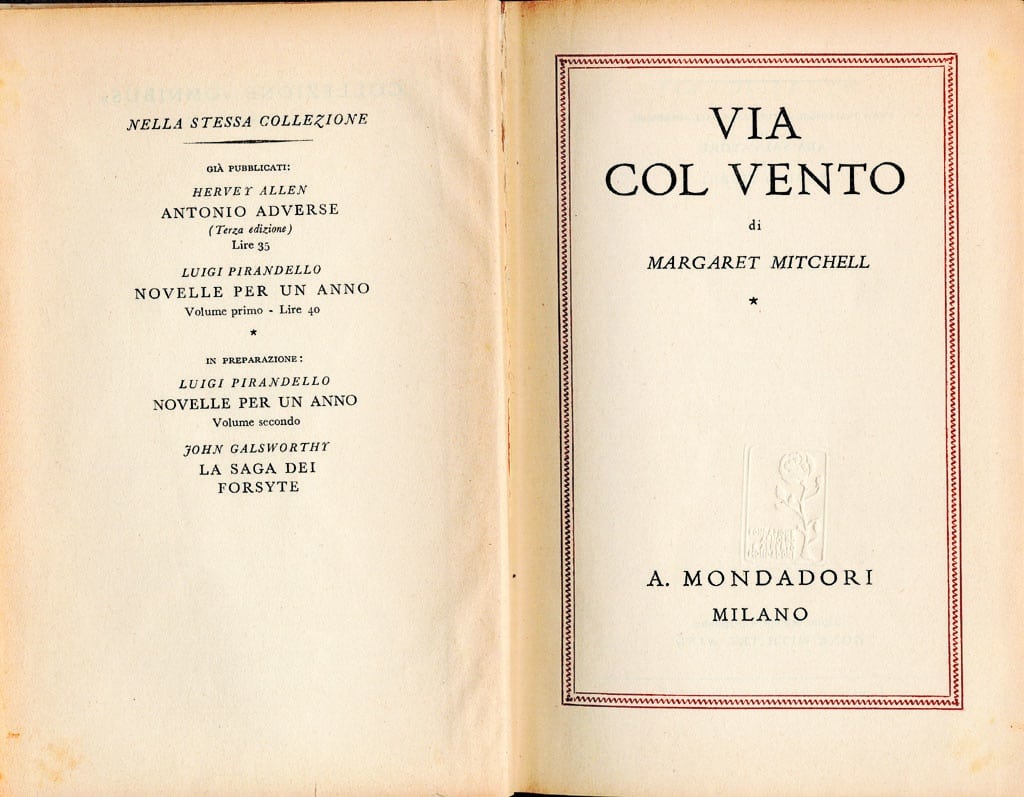 NELLA STESSA COLLEZIONE
GIÀ PUBBLICATI:
HERVEY ALLEN
ANTONIO ADVERSE
(Terza edizione)
Lire 35
LUIGI PIRANDELLO
NOVELLE PER UN ANNO
Volume primo - Lire 40
*
IN PREPARAZIONE:
LUIGI PIRANDELLO
NOVELLE PER UN ANNO
Volume secondo
JOHN GALSWORTHY
LA SAGA DEI
FORSYTE
VIA
COL VENTO
di
MARGARET MITCHELL
*
A. MONDADORI
MILANO